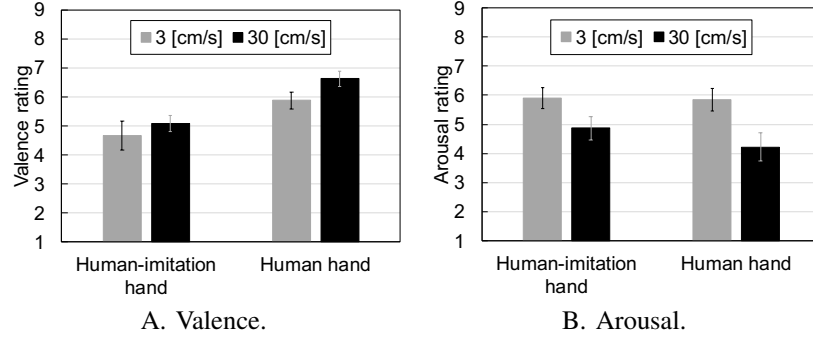 9
8
7
6
5
4
3
2
1
Valence rating
3 [cm/s] 30 [cm/s]
Human-imitation
hand
Human hand
A. Valence.
9
8
7
6
5
4
3
2
1
Arousal rating
3 [cm/s] 30 [cm/s]
Human-imitation
hand
Human hand
B. Arousal.